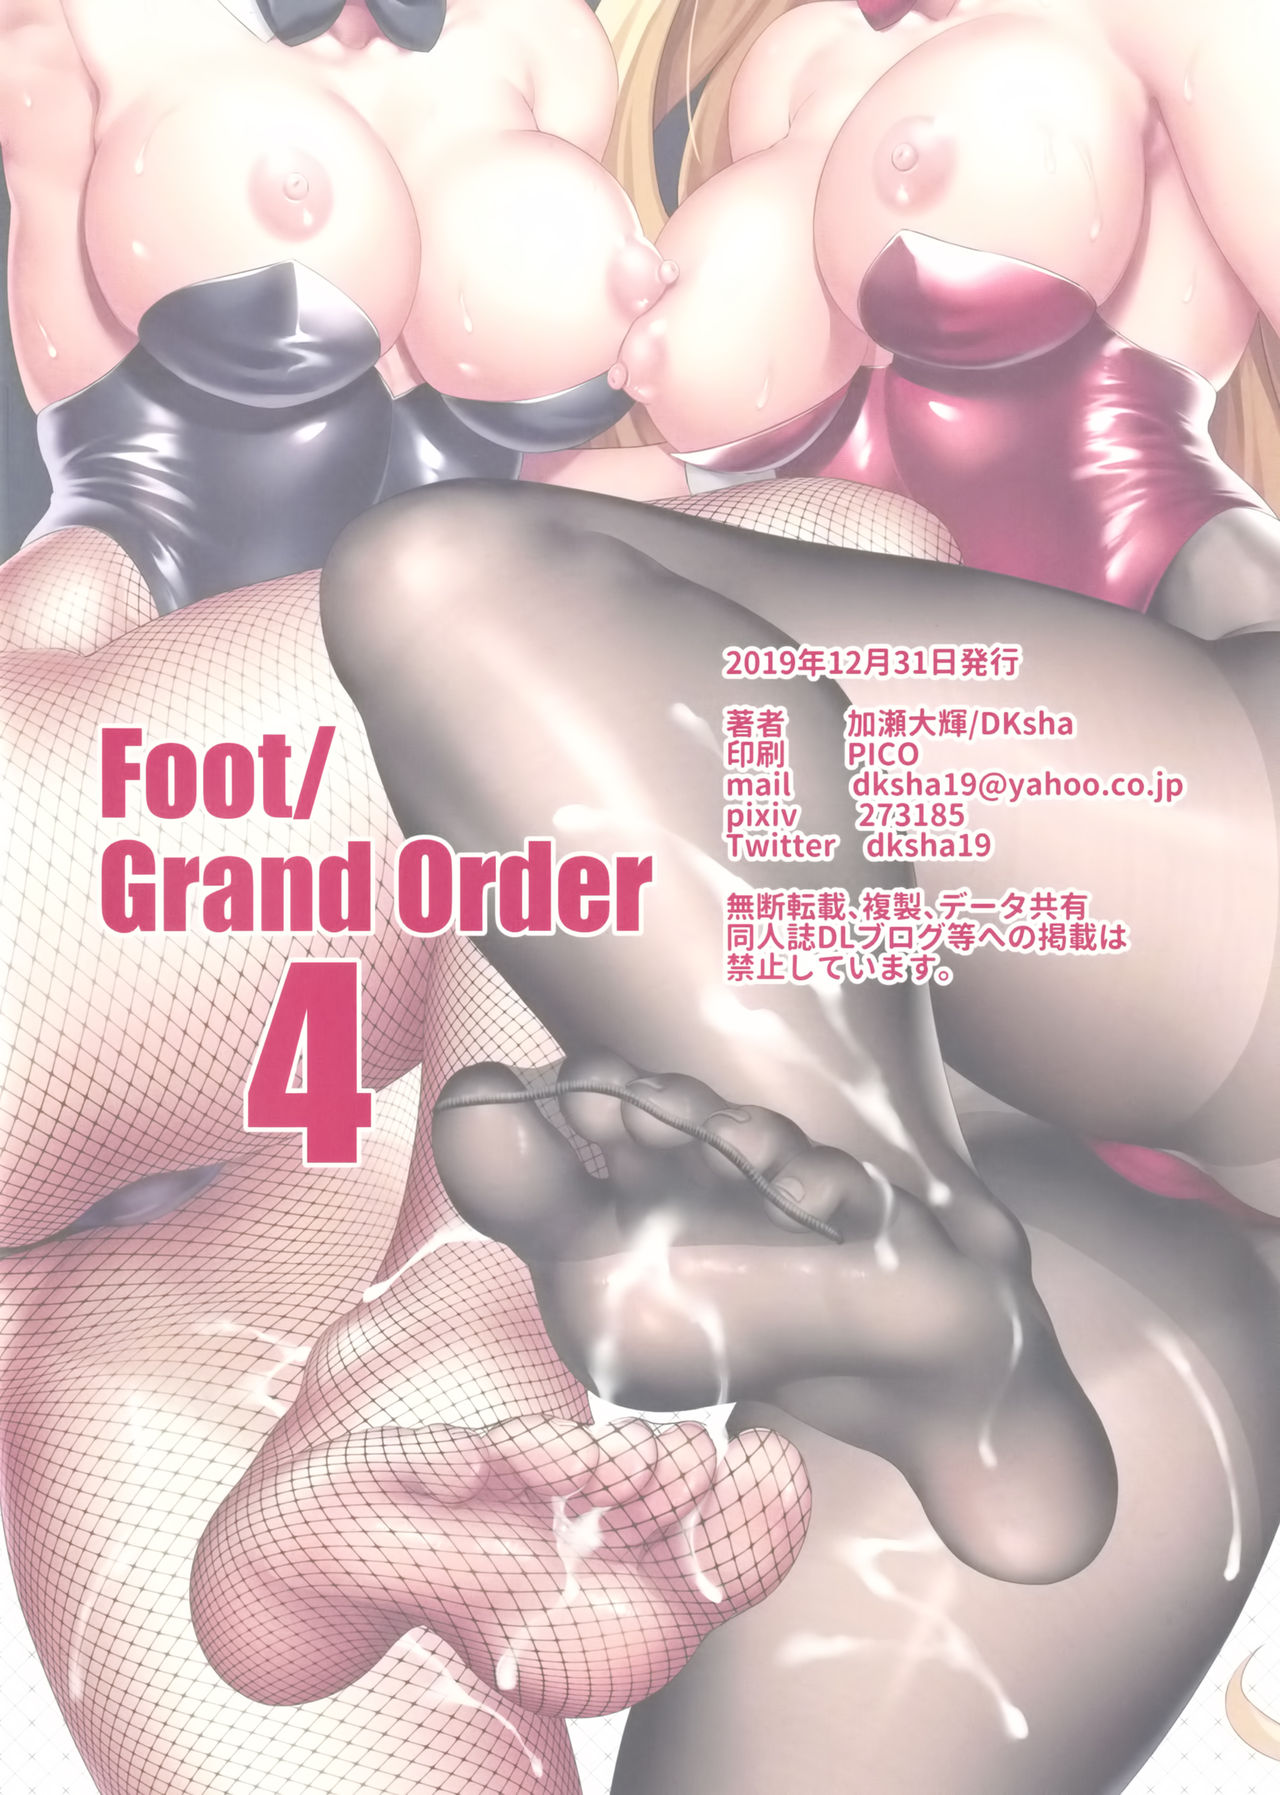 Foot/
Grand Order
4
2019年12月31日発行
著者 加瀬大輝/DKsha
印刷 PICO
mail dksha19@yahoo.co.jp
pixiv 273185
Twitter dksha19
無断転載、複製、データ共有
同人誌DLブログ等への掲載は
禁止しています。